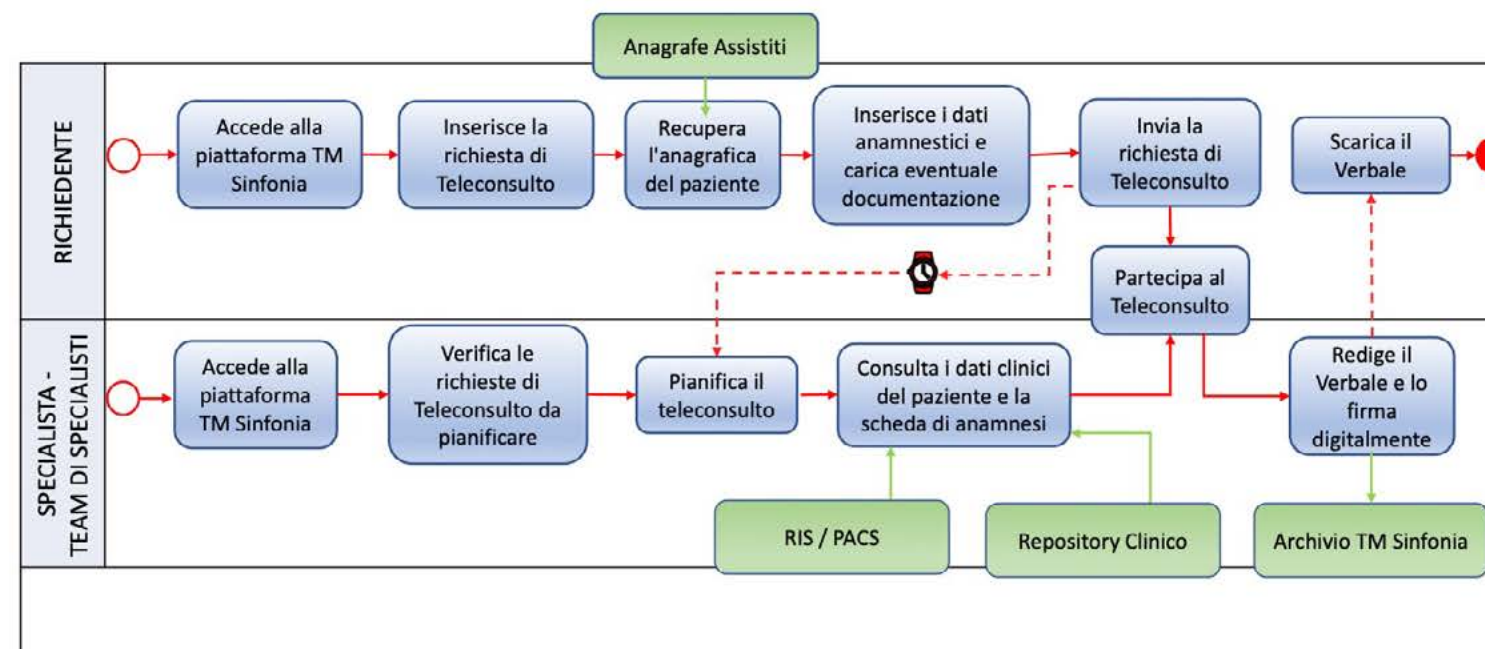 Anagrafe Assistiti
RICHIEDENTE
Accede alla
piattaforma TM
Sinfonia
Inserisce la
richiesta di
Teleconsulto
Recupera
l'anagrafica
del paziente
Inserisce i dati
anamnestici e
carica eventuale
documentazione
Invia la
richiesta di
Teleconsulto
Scarica il
Verbale
Partecipa al
Teleconsulto
SPECIALISTA -
TEAM DI SPECIALISTI
Accede alla
piattaforma
TM Sinfonia
Verifica le
richieste di
Teleconsulto da
pianificare
Pianifica il
teleconsulto
Consulta i dati clinici
del paziente e la
scheda di anamnesi
Redige il
Verbale e lo
firma
digitalmente
RIS / PACS
Repository Clinico
Archivio TM Sinfonia